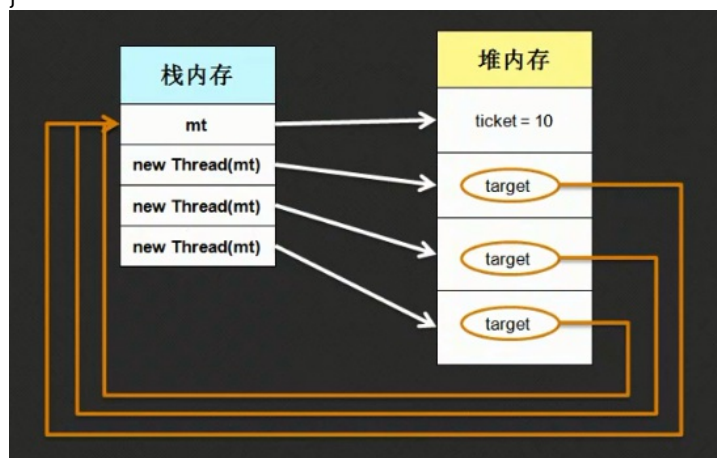 }
栈内存
mt
new Thread(mt)
new Thread(mt)
new Thread(mt)
堆内存
ticket = 10
target
target
target